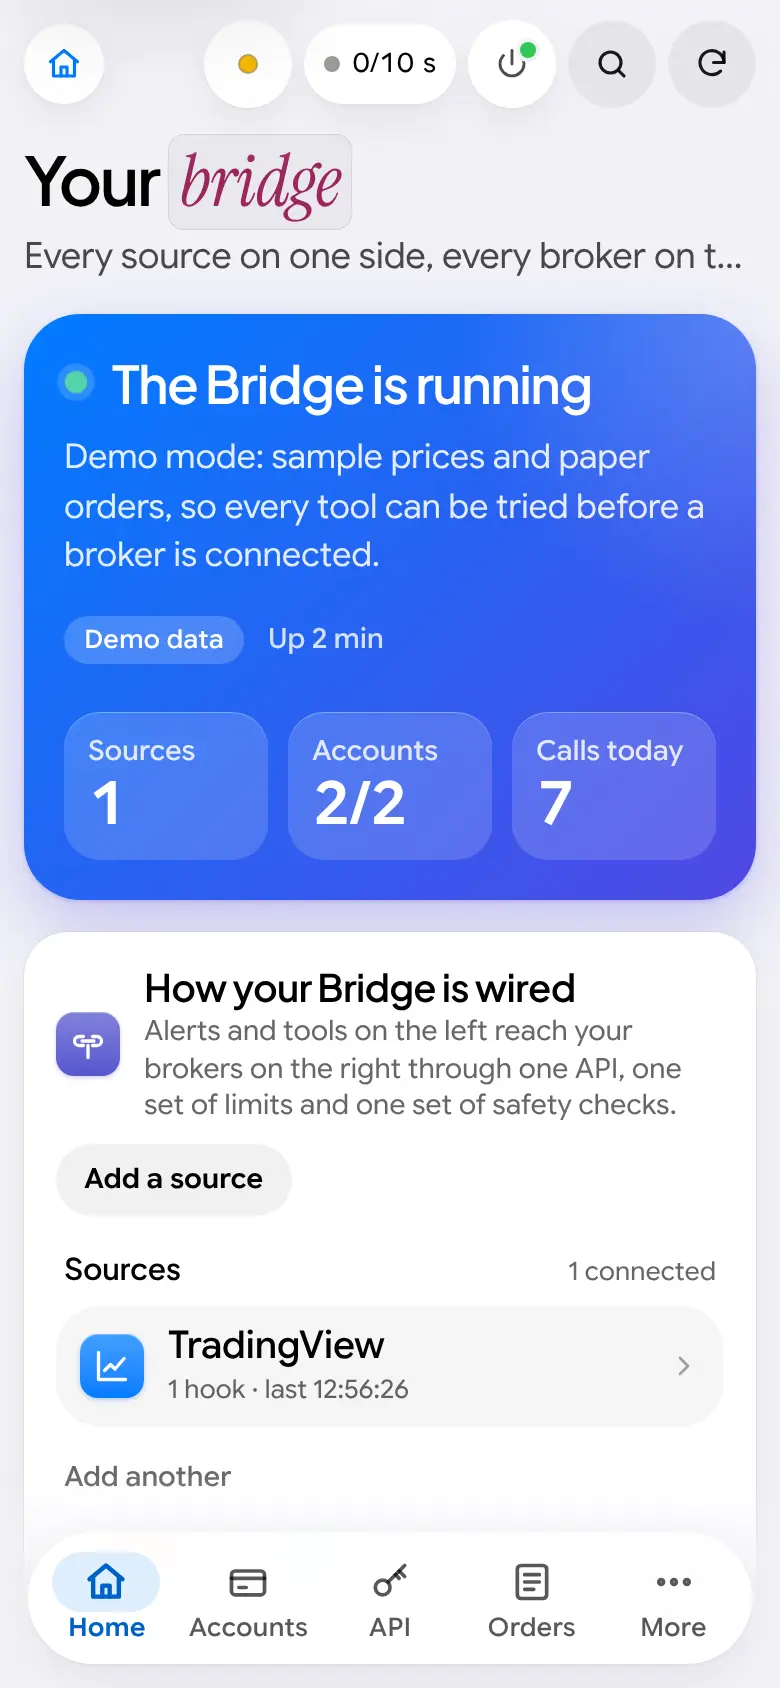 0/10 s
Your bridge
Every source on one side, every broker on t...
The Bridge is running
Demo mode: sample prices and paper
orders, so every tool can be tried before a
broker is connected.
Demo data Up 2 min
Sources Accounts Calls today
1 2/2 7
How your Bridge is wired
Alerts and tools on the left reach your
brokers on the right through one API, one
set of limits and one set of safety checks.
Add a source
Sources 1 connected
TradingView
1 hook · last 12:56:26
Add another
Home Accounts API Orders More